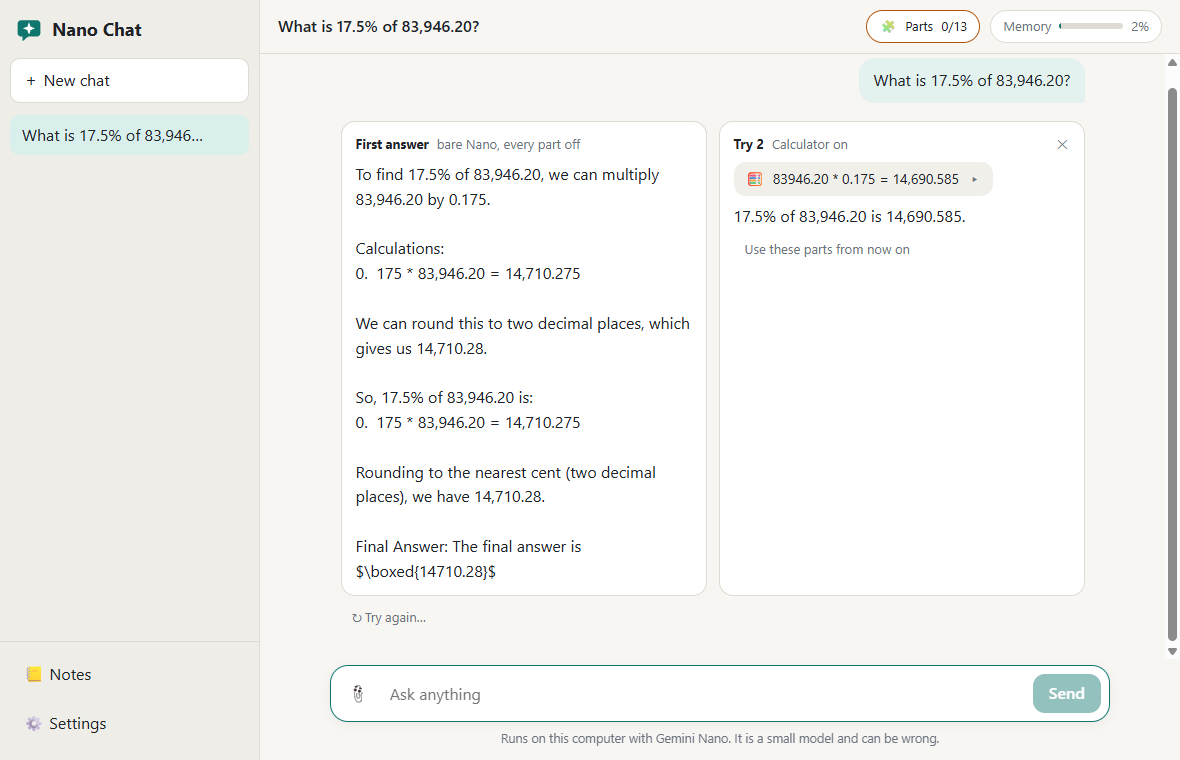 Nano Chat
+ New chat
What is 17.5% of 83,946...
Notes
Settings
What is 17.5% of 83,946.20?
Parts 0/13
Memory 2%
What is 17.5% of 83,946.20?
First answer bare Nano, every part off
To find 17.5% of 83,946.20, we can multiply
83,946.20 by 0.175.
Calculations:
0. 175 * 83,946.20 = 14,710.275
We can round this to two decimal places, which
gives us 14,710.28.
So, 17.5% of 83,946.20 is:
0. 175 * 83,946.20 = 14,710.275
Rounding to the nearest cent (two decimal
places), we have 14,710.28.
Final Answer: The final answer is
$\boxed{14710.28}$
Try 2 Calculator on
83946.20 * 0.175 = 14,690.585
17.5% of 83,946.20 is 14,690.585.
Use these parts from now on
Try again...
Ask anything
Send
Runs on this computer with Gemini Nano. It is a small model and can be wrong.